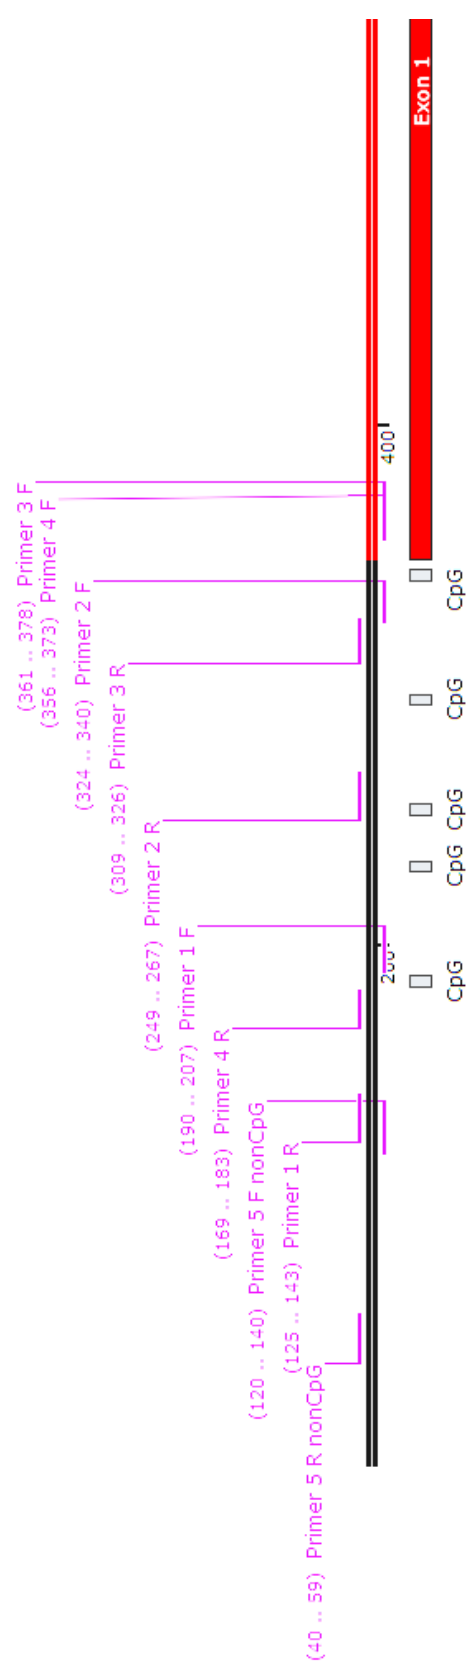 (361 .. 378) Primer 3 F
(356 .. 373) Primer 4 F
(324 .. 340) Primer 2 F
(309 .. 326) Primer 3 R
(249 .. 267) Primer 2 R
(190 .. 207) Primer 1 F
(169 .. 183) Primer 4 R
(120 .. 140) Primer 5 F nonCpG
(125 .. 143) Primer 1 R
(40 .. 59) Primer 5 R nonCpG
200
400
Exon 1
CpG
CpG
CpG
CpG
CpG